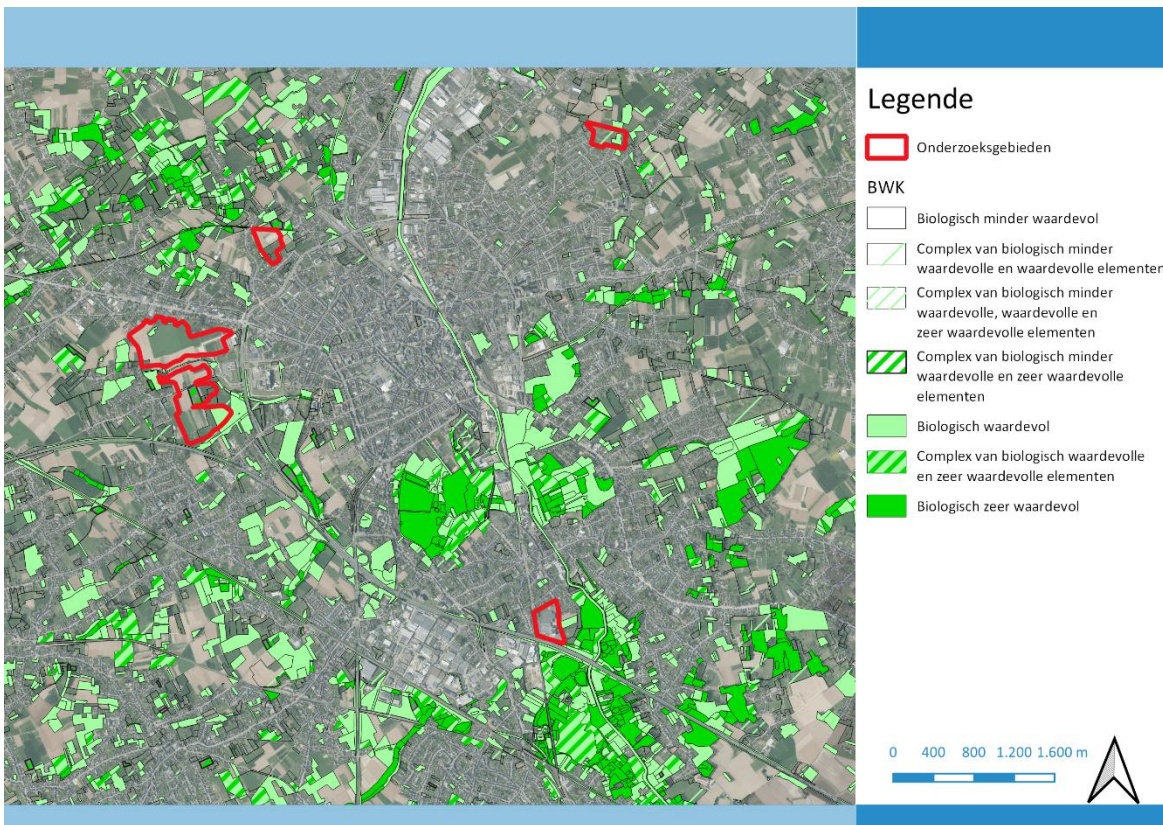 Legende
Onderzoeksgebieden
BWK
Biologisch minder waardevol
Complex van biologisch minder
waardevolle en waardevolle elementen
Complex van biologisch minder
waardevolle, waardevolle en
zeer waardevolle elementen
Complex van biologisch minder
waardevolle en zeer waardevolle
elementen
Biologisch waardevol
Complex van biologisch waardevolle
en zeer waardevolle elementen
Biologisch zeer waardevol
0 400 800 1.200 1.600 m